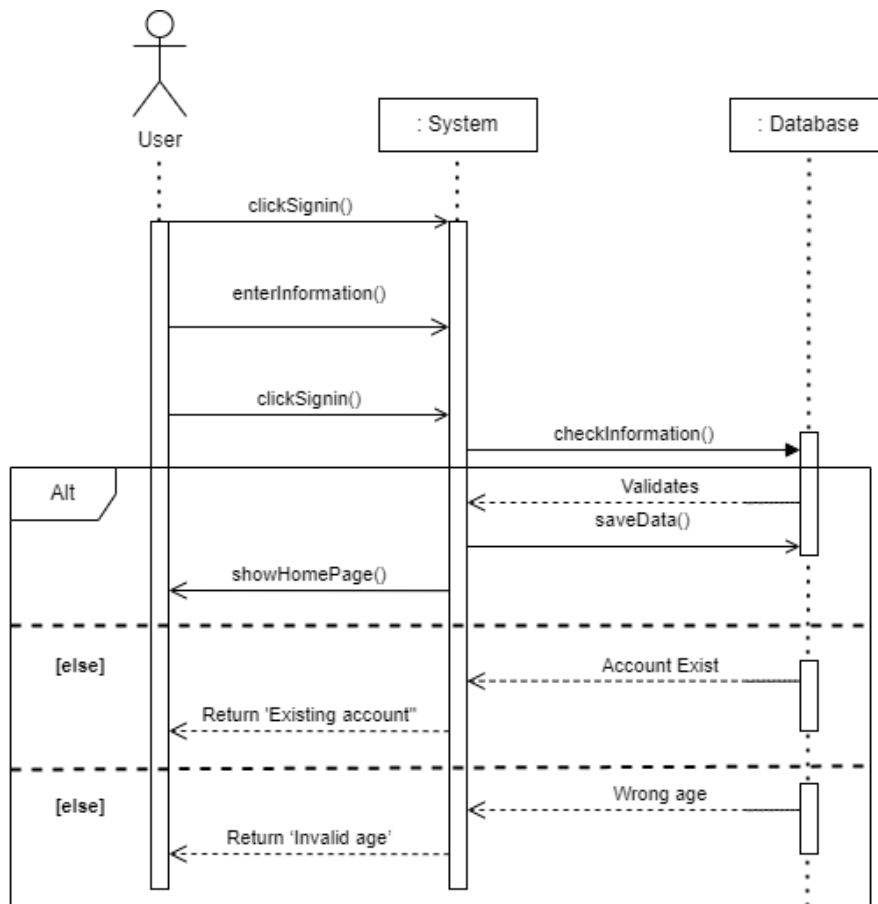 User
: System
: Database
clickSignin()
enterInformation()
clickSignin()
checkInformation()
Alt
Validates
saveData()
showHomePage()
[else]
Account Exist
Return 'Existing account"
[else]
Wrong age
Return ‘Invalid age’